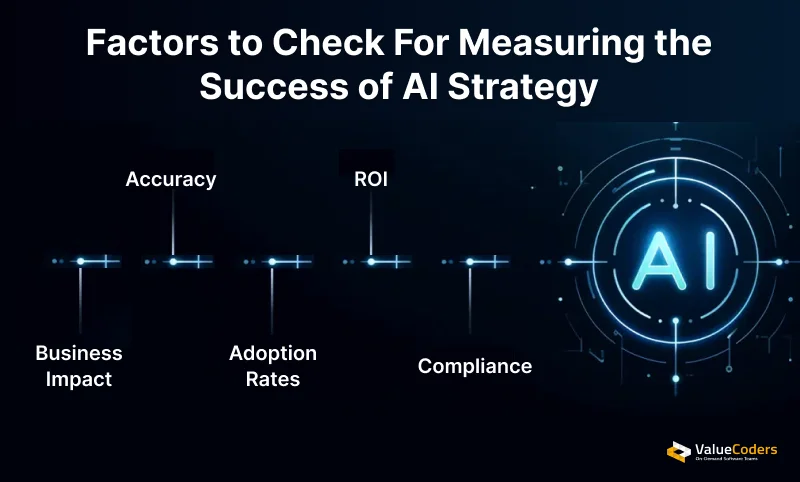 Factors to Check For Measuring the
Success of AI Strategy
Accuracy
ROI
Business
Impact
Adoption
Rates
Compliance
AI
ValueCoders
On-Demand Software Teams